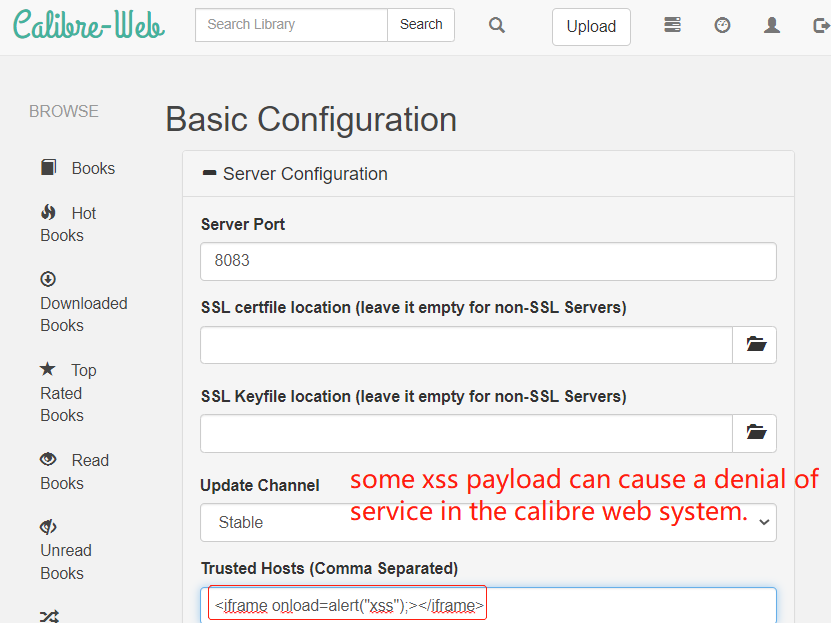 Calibre-Web
Search Library
Search
Upload
BROWSE
Books
Hot
Books
Downloaded
Books
Top
Rated
Books
Read
Books
Unread
Books
Basic Configuration
Server Configuration
Server Port
8083
SSL certfile location (leave it empty for non-SSL Servers)
SSL Keyfile location (leave it empty for non-SSL Servers)
Update Channel
some xss payload can cause a denial of
service in the calibre web system.
Stable
Trusted Hosts (Comma Separated)
<iframe onload=alert("xss");></iframe>